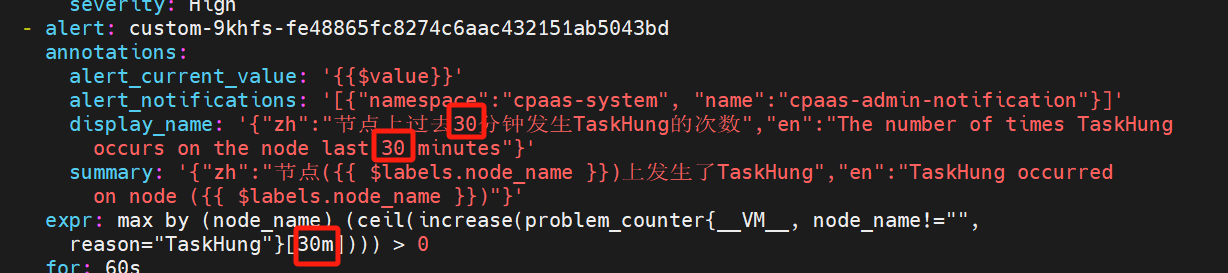 severity: High
- alert: custom-9khfs-fe48865fc8274c6aac432151ab5043bd
annotations:
alert_current_value: '{{$value}}'
alert_notifications: '[{"namespace":"cpaas-system", "name":"cpaas-admin-notification"}]'
display_name: '{"zh":"节点上过去30分钟发生TaskHung的次数","en":"The number of times TaskHung
occurs on the node last 30 minutes"}'
summary: '{"zh":"节点({{ $labels.node_name }})上发生了TaskHung","en":"TaskHung occurred
on node ({{ $labels.node_name }})"}'
expr: max by (node_name) (ceil(increase(problem_counter{__VM__, node_name!="",
reason="TaskHung"}[30m]))) > 0
for: 60s